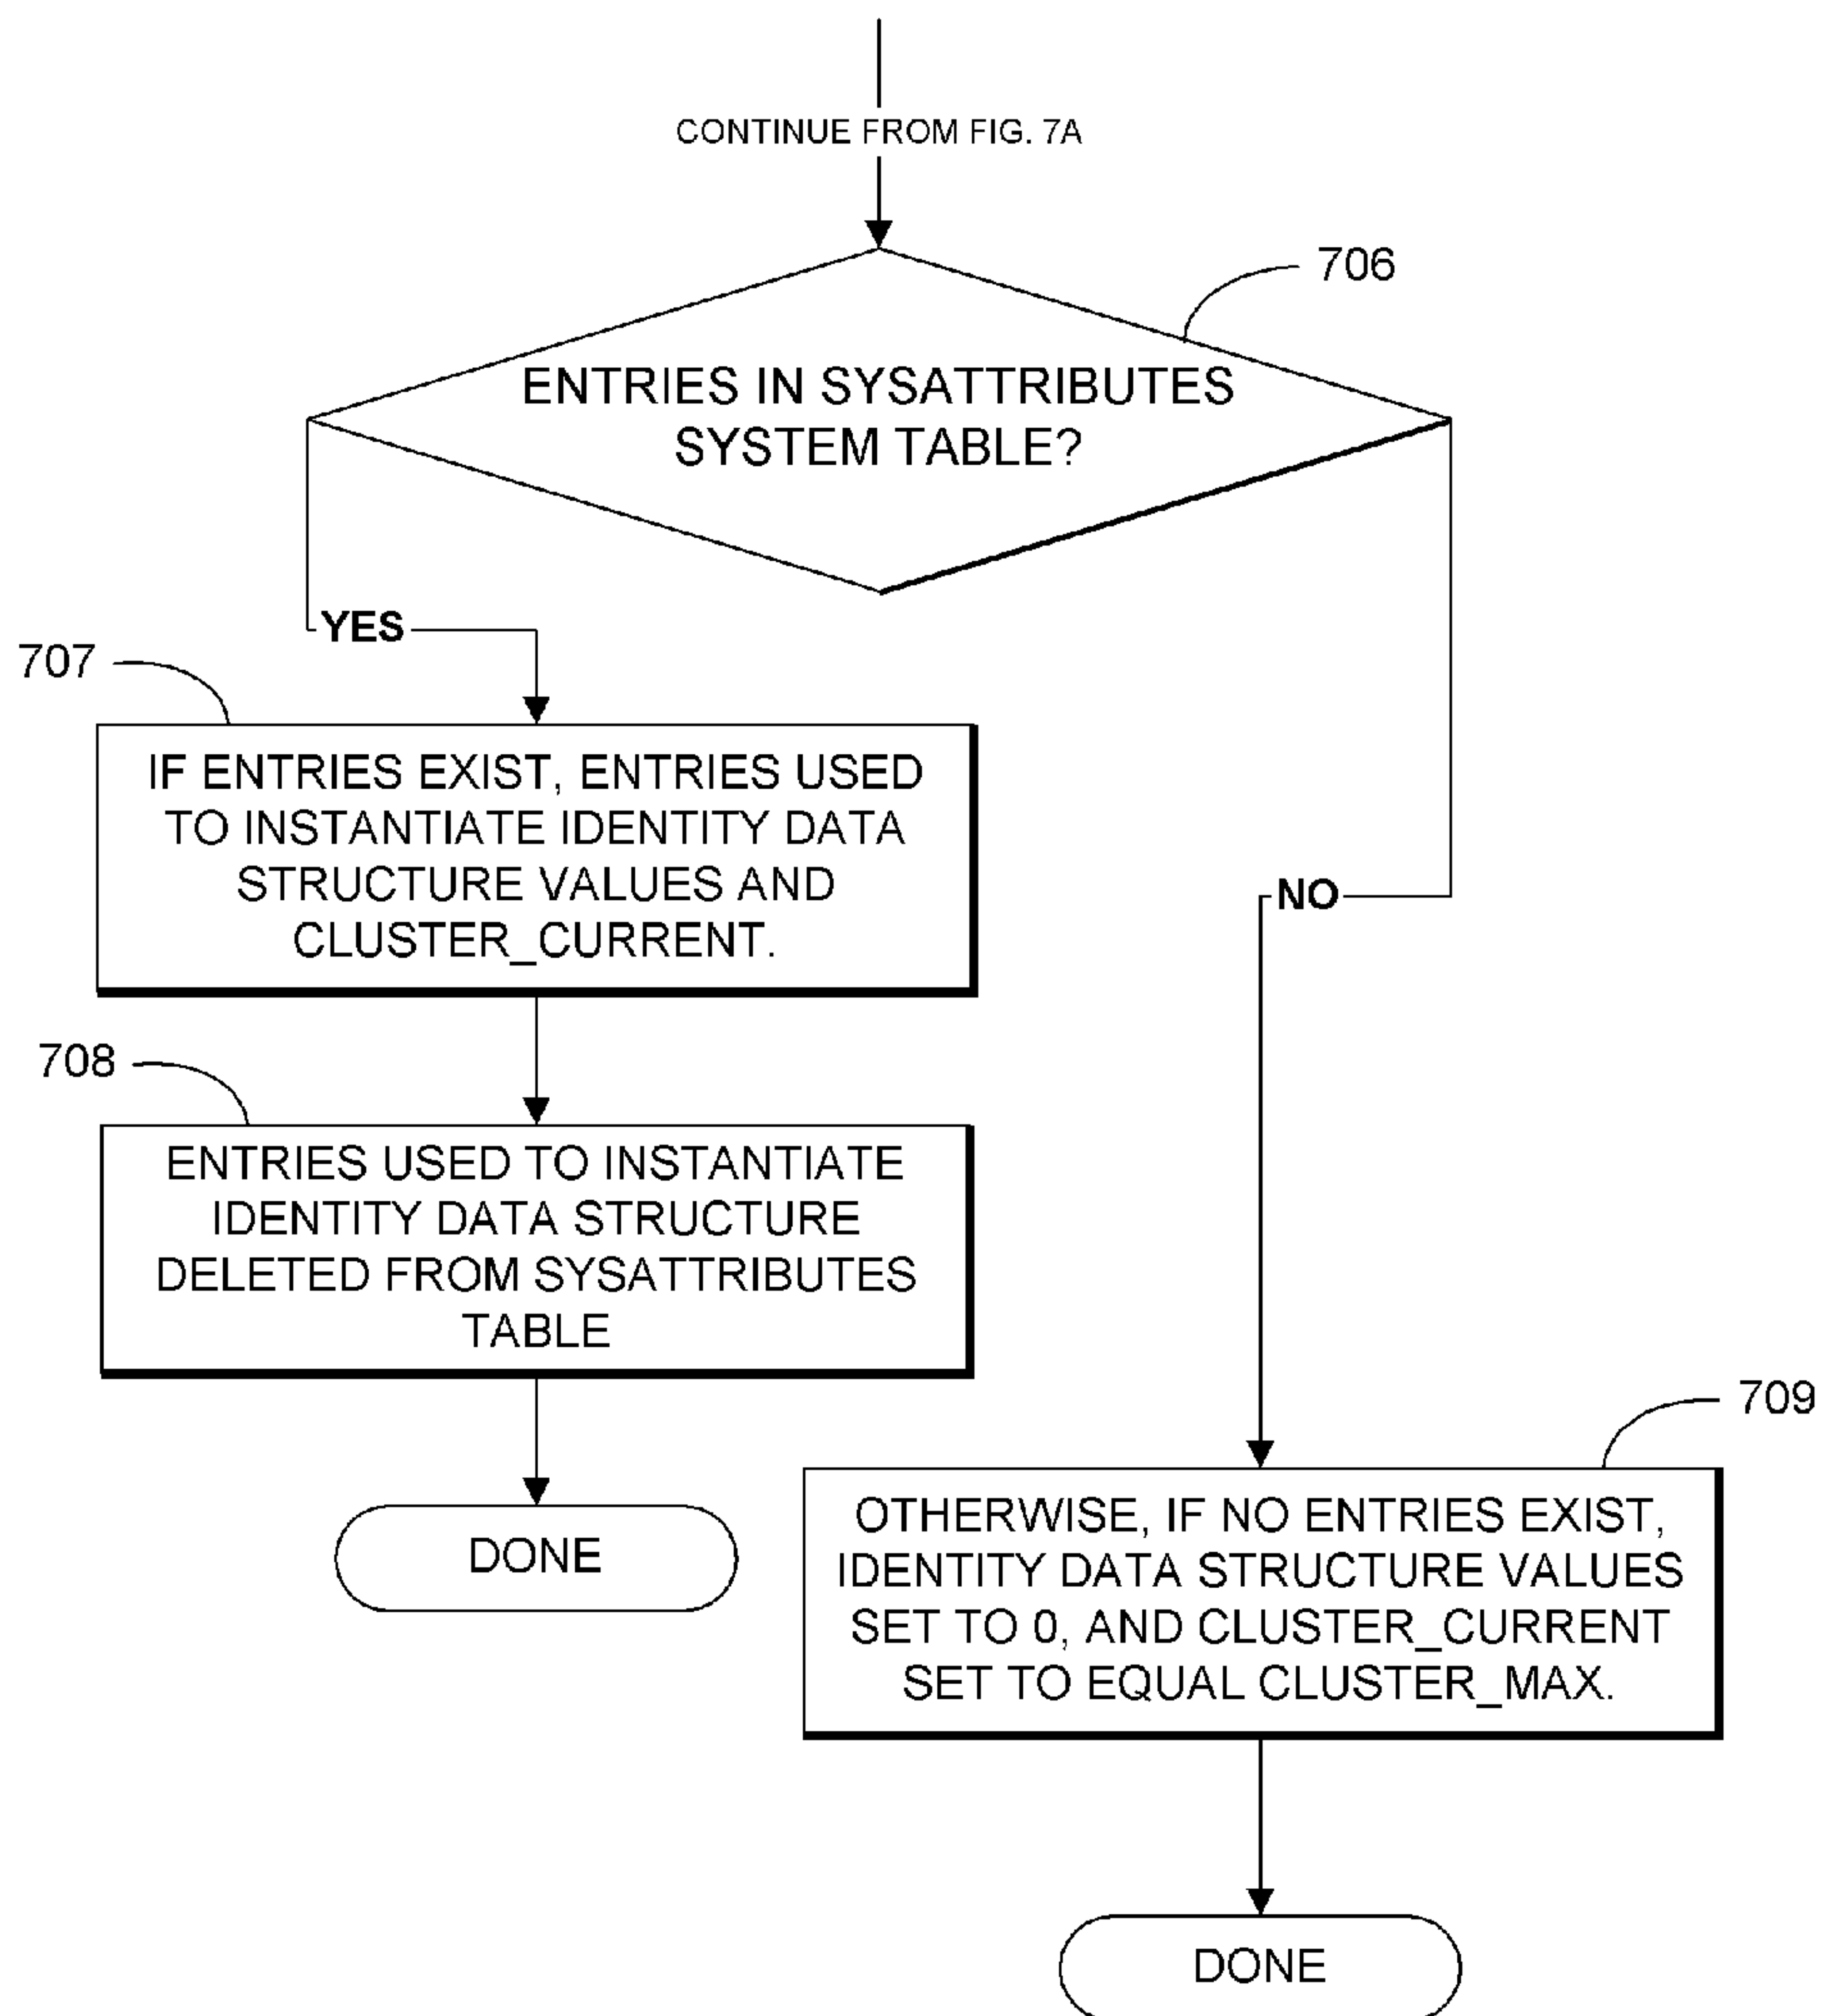 CONTINUE FROM FIG. 7A
706
ENTRIES IN SYSATTRIBUTES
SYSTEM TABLE?
YES
707
IF ENTRIES EXIST, ENTRIES USED
TO INSTANTIATE IDENTITY DATA
STRUCTURE VALUES AND
CLUSTER_CURRENT.
NO
708
ENTRIES USED TO INSTANTIATE
IDENTITY DATA STRUCTURE
DELETED FROM SYSATTRIBUTES
TABLE
DONE
709
OTHERWISE, IF NO ENTRIES EXIST,
IDENTITY DATA STRUCTURE VALUES
SET TO 0, AND CLUSTER_CURRENT
SET TO EQUAL CLUSTER_MAX.
DONE